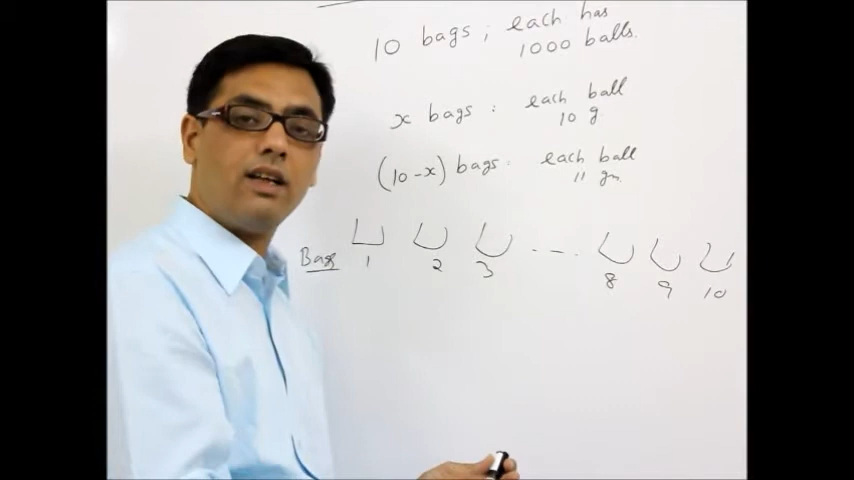 10 bags ; each has
1000 balls.
x bags : each ball
10 g.
(10-x) bags : each ball
11 gm.
Bag 1 2 3 - - - . 8 9 10